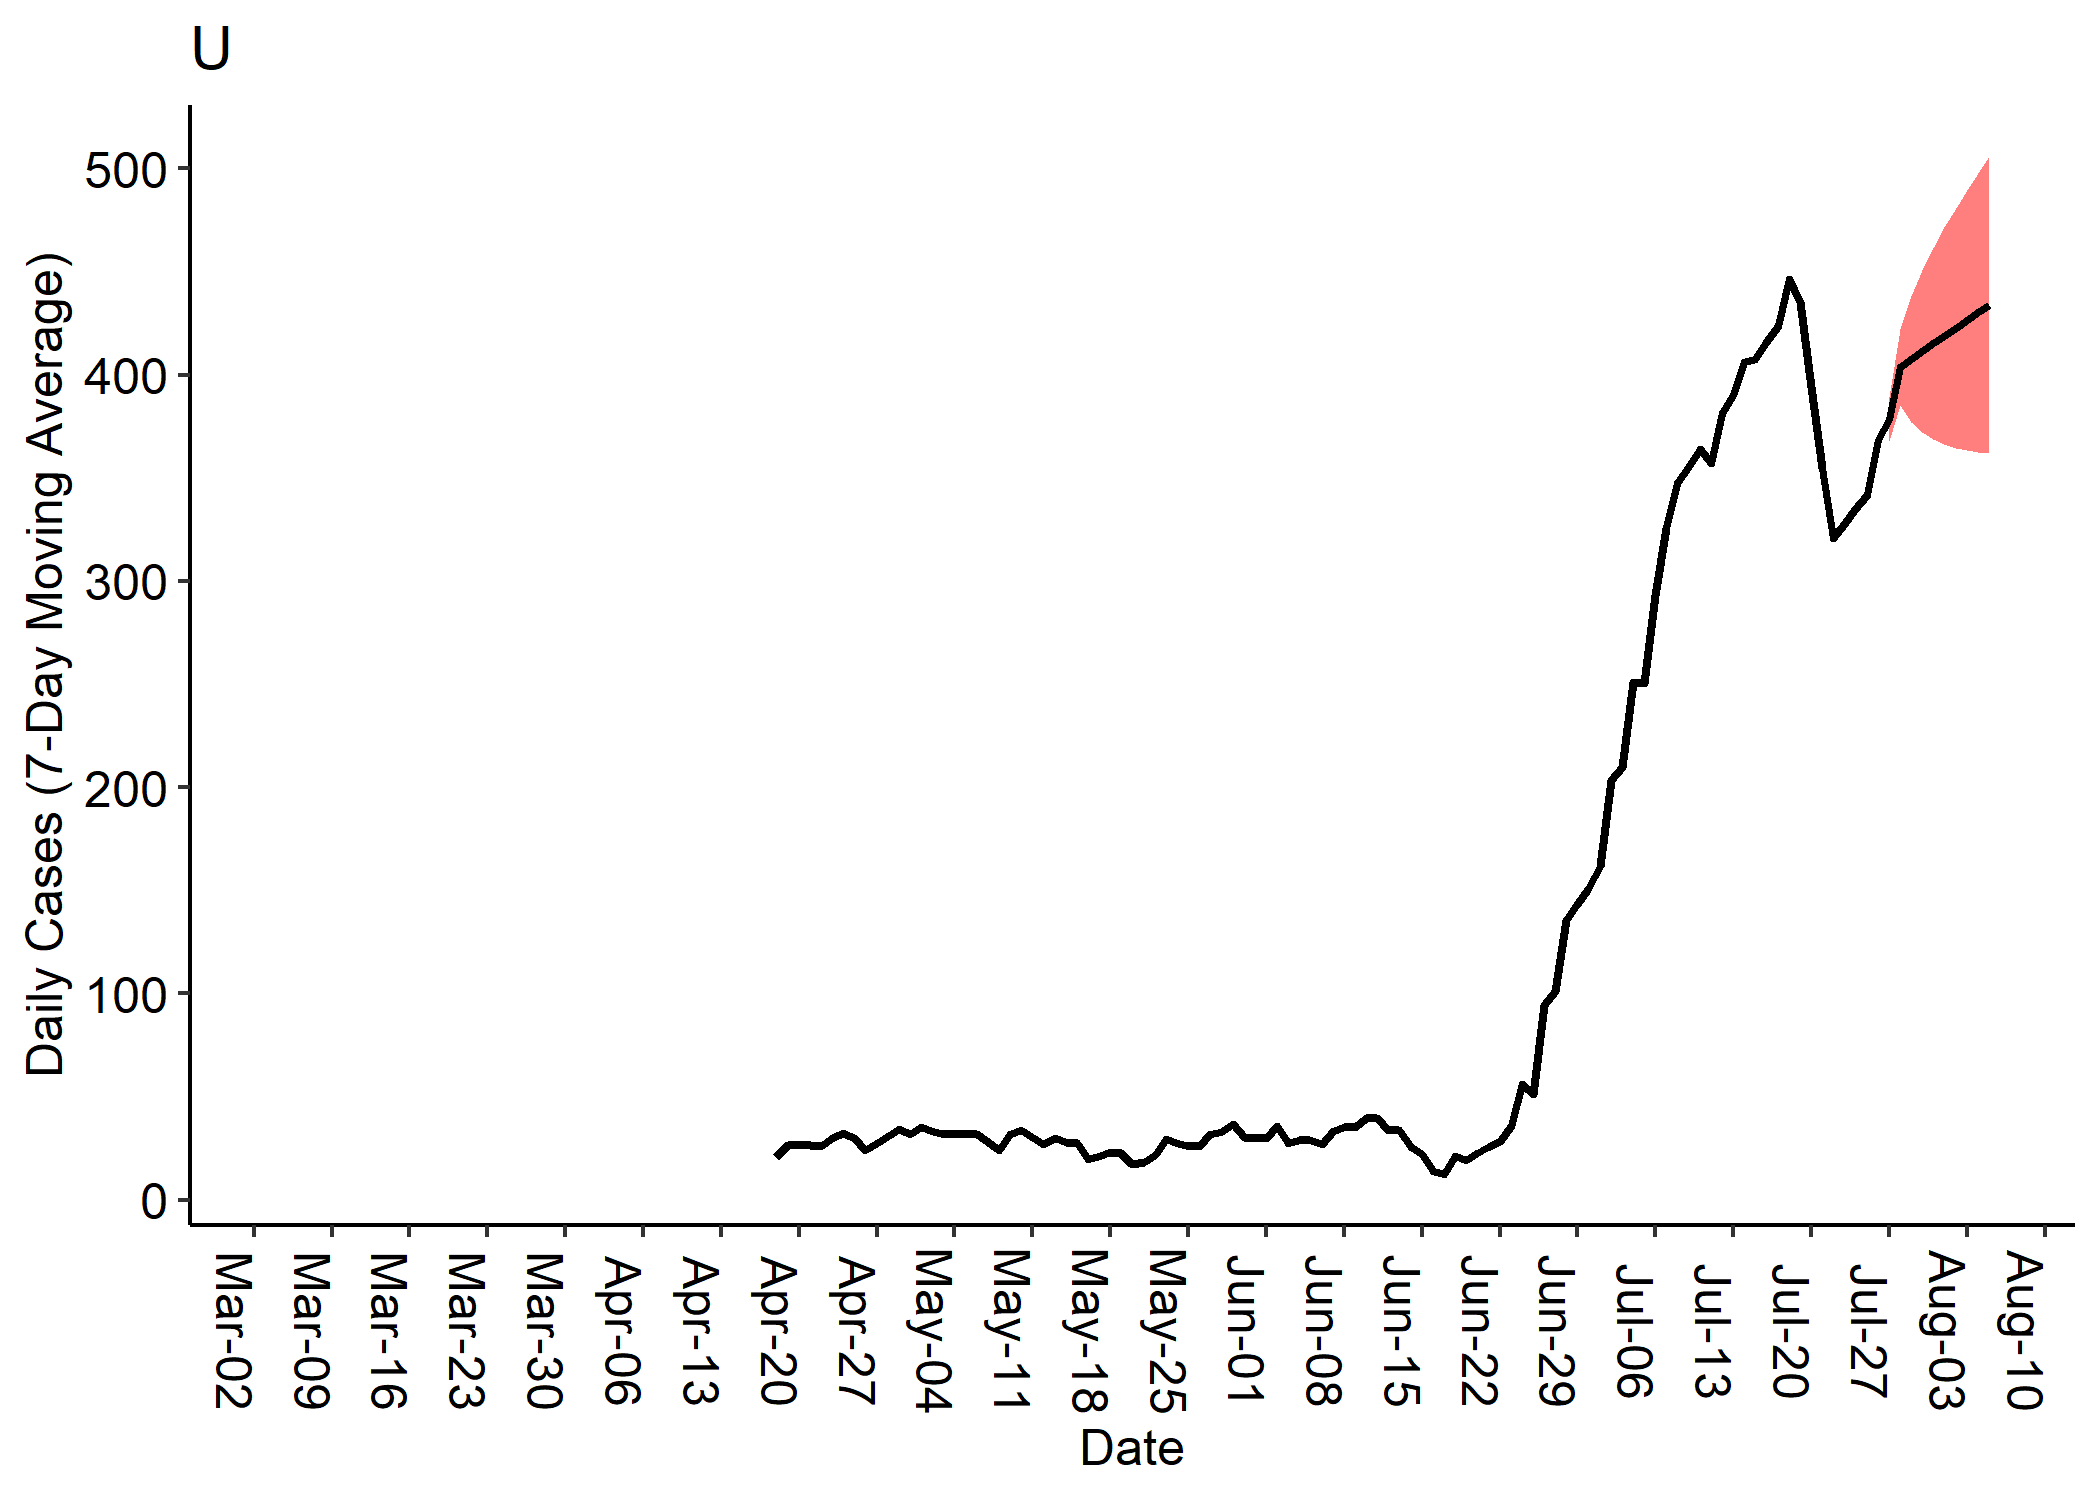 U
Daily Cases (7-Day Moving Average)
500
400
300
200
100
0
Mar-02
Mar-09
Mar-16
Mar-23
Mar-30
Apr-06
Apr-13
Apr-20
Apr-27
May-04
May-11
May-18
May-25
Jun-01
Jun-08
Jun-15
Jun-22
Jun-29
Jul-06
Jul-13
Jul-20
Jul-27
Aug-03
Aug-10
Date